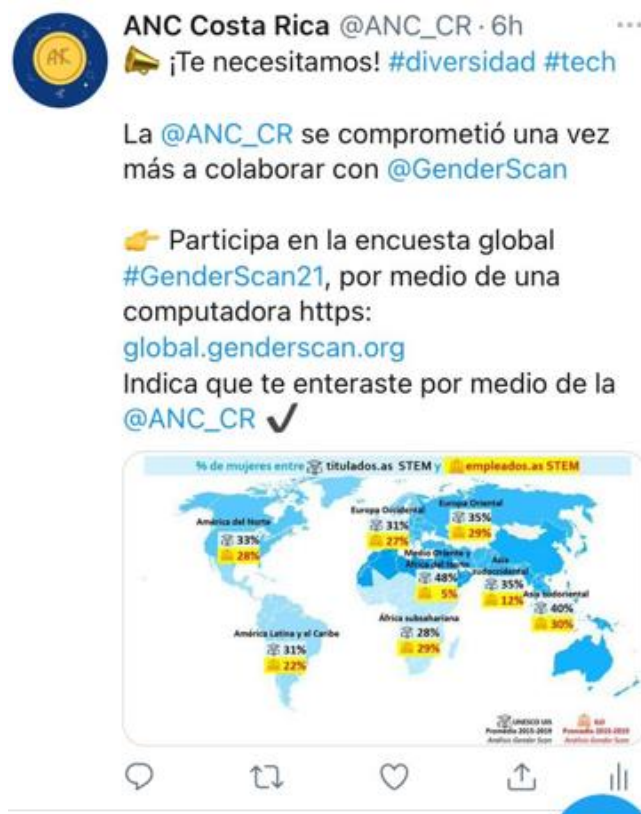 ANC Costa Rica @ANC_CR · 6h
¡Te necesitamos! #diversidad #tech
La @ANC_CR se comprometió una vez
más a colaborar con @GenderScan
Participa en la encuesta global
#GenderScan21, por medio de una
computadora https:
global.genderscan.org
Indica que te enteraste por medio de la
@ANC_CR
ANC
% de mujeres entre titulados.as STEM y empleados.as STEM
América del Norte
33%
28%
Europa Occidental
31%
27%
Europa Oriental
35%
29%
Medio Oriente y
África del Norte
48%
5%
Asia
sudoccidental
35%
12%
Asia sudoriental
40%
30%
América Latina y el Caribe
31%
22%
África subsahariana
28%
29%
UNESCO UIS
Promedio 2015-2019
Análisis Gender Scan
ILO
Promedio 2015-2019
Análisis Gender Scan